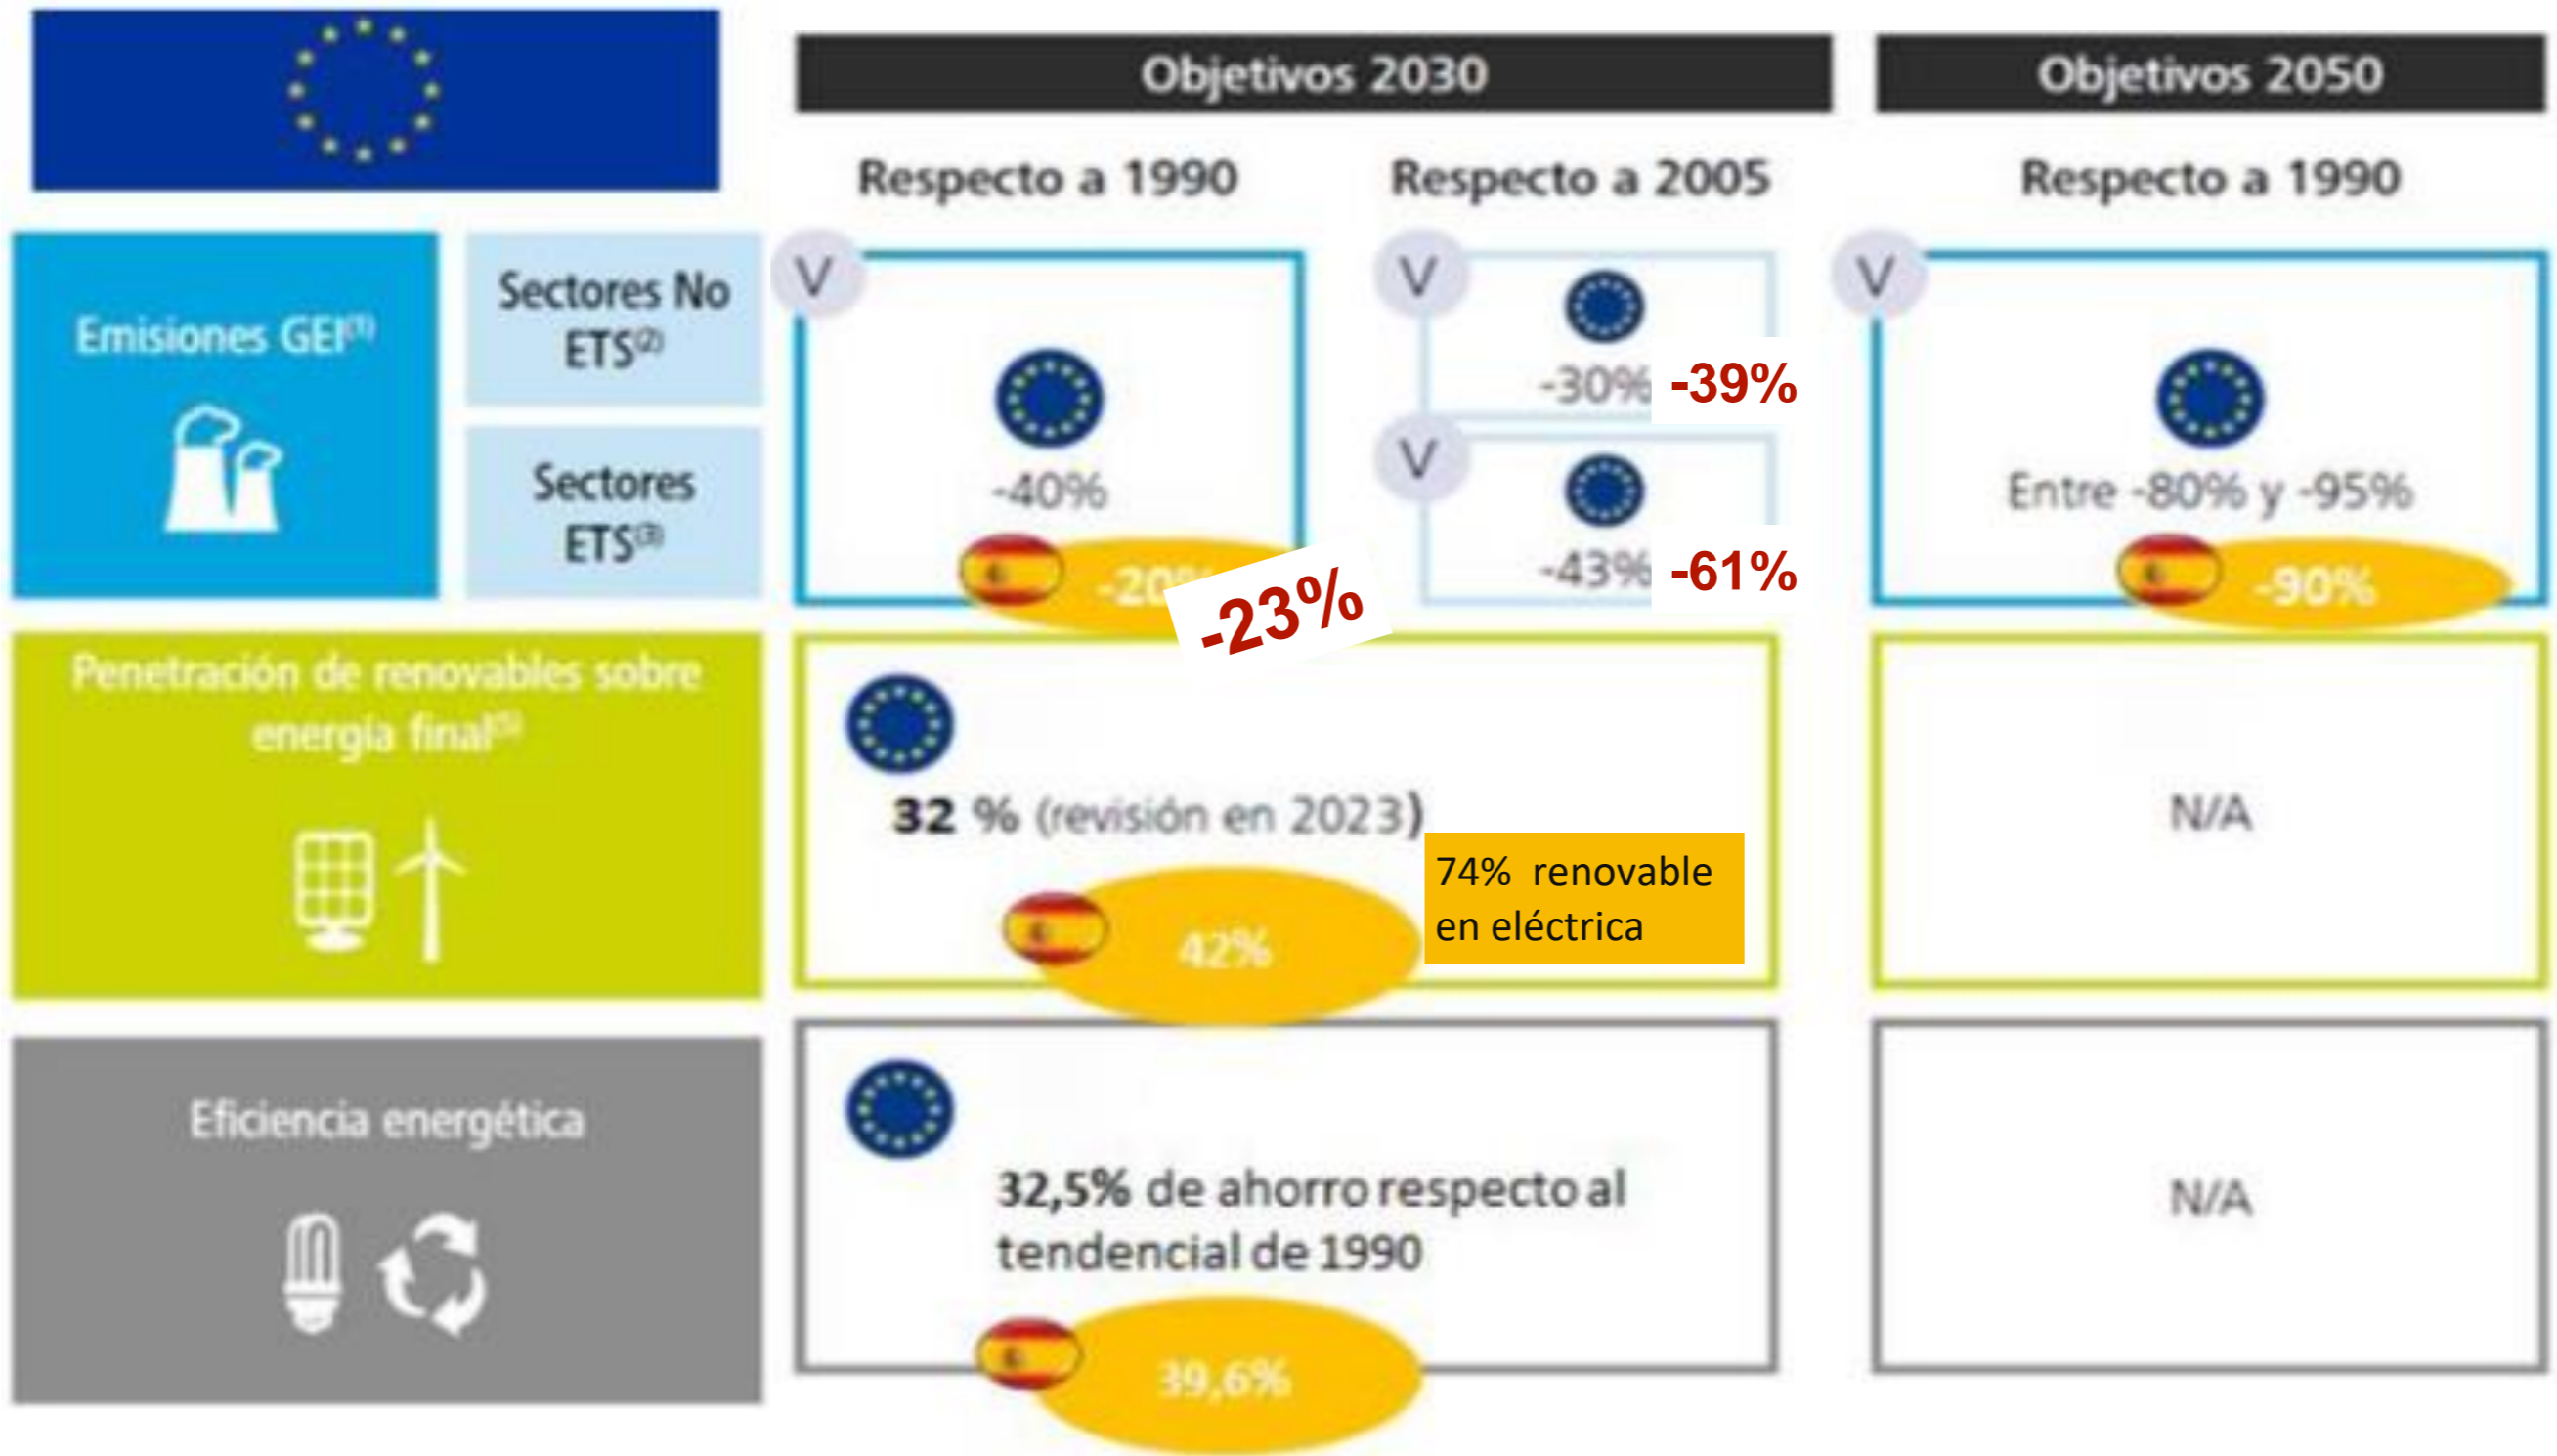 Objetivos 2030
Objetivos 2050
Respecto a 1990
Respecto a 2005
Respecto a 1990
Emisiones GEI(1)
Sectores No
ETS(2)
Sectores
ETS(3)
V
-40%
-20%
-23%
V
-30% -39%
V
-43% -61%
V
Entre -80% y -95%
-90%
Penetración de renovables sobre
energía final(5)
32 % (revisión en 2023)
42%
74% renovable
en eléctrica
N/A
Eficiencia energética
32,5% de ahorro respecto al
tendencial de 1990
39,6%
N/A